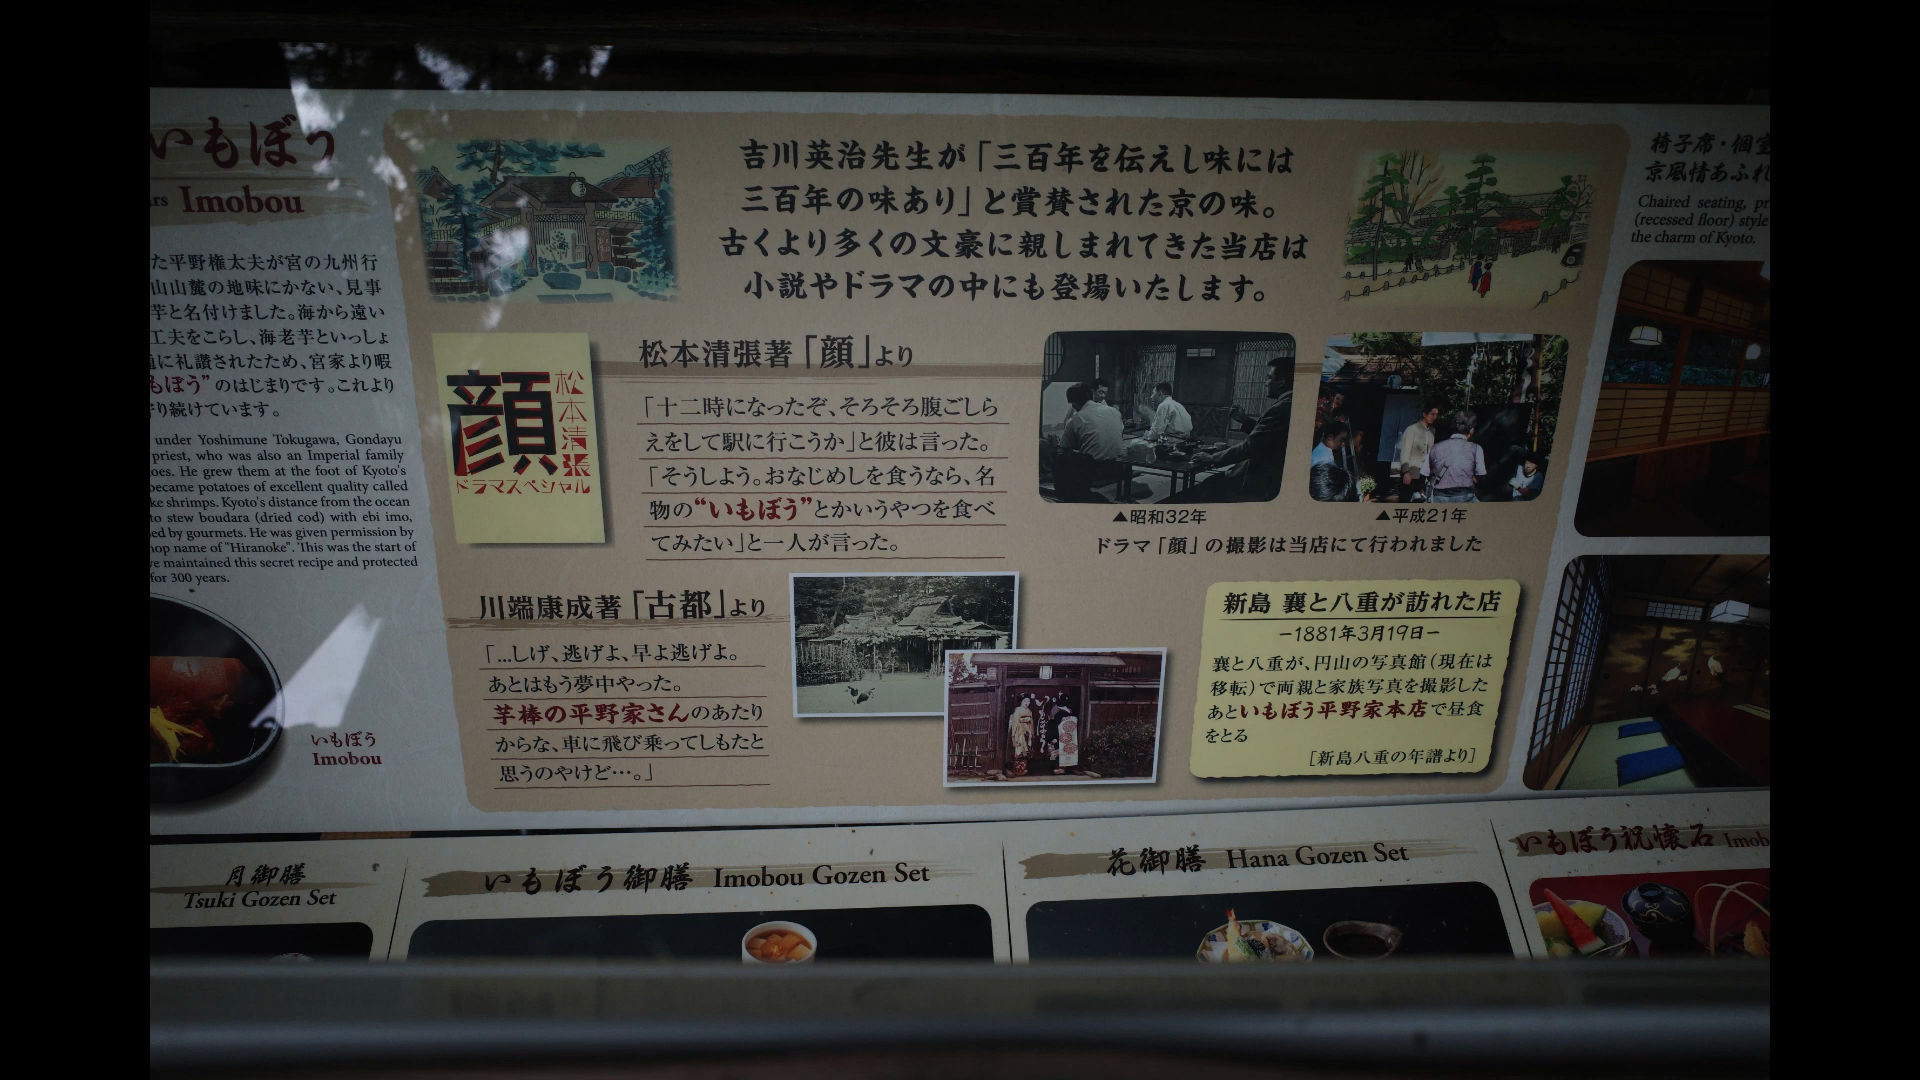 いもぼう
Imobou
た平野権太夫が宮の九州行
山山麓の地味にかない、見事
芋と名付けました。海から遠い
工夫をこらし、海老芋といっしょ
に礼讃されたため、宮家より暇
もぼう”のはじまりです。これより
り続けています。
under Yoshimune Tokugawa, Gondayu
priest, who was also an Imperial family
oes. He grew them at the foot of Kyoto's
became potatoes of excellent quality called
ke shrimps. Kyoto's distance from the ocean
to stew boudara (dried cod) with ebi imo,
ed by gourmets. He was given permission by
hop name of "Hiranoke". This was the start of
ve maintained this secret recipe and protected
for 300 years.
いもぼう
Imobou
吉川英治先生が「三百年を伝えし味には
三百年の味あり」と賞賛された京の味。
古くより多くの文豪に親しまれてきた当店は
小説やドラマの中にも登場いたします。
顔
松本清張
ドラマスペシャル
松本清張著「顔」より
「十二時になったぞ、そろそろ腹ごしら
えをして駅に行こうか」と彼は言った。
「そうしよう。おなじめしを食うなら、名
物の“いもぼう”とかいうやつを食べ
てみたい」と一人が言った。
▲昭和32年
▲平成21年
ドラマ「顔」の撮影は当店にて行われました
川端康成著「古都」より
「…しげ、逃げよ、早よ逃げよ。
あとはもう夢中やった。
芋棒の平野家さんのあたり
からな、車に飛び乗ってしもたと
思うのやけど…。」
新島 襄と八重が訪れた店
−1881年3月19日−
襄と八重が、円山の写真館（現在は
移転）で両親と家族写真を撮影した
あといもぼう平野家本店で昼食
をとる
［新島八重の年譜より］
椅子席・個室
京風情あふれ
Chaired seating, pr
(recessed floor) style
the charm of Kyoto.
月御膳
Tsuki Gozen Set
いもぼう御膳 Imobou Gozen Set
花御膳 Hana Gozen Set
いもぼう祝懐石 Imob